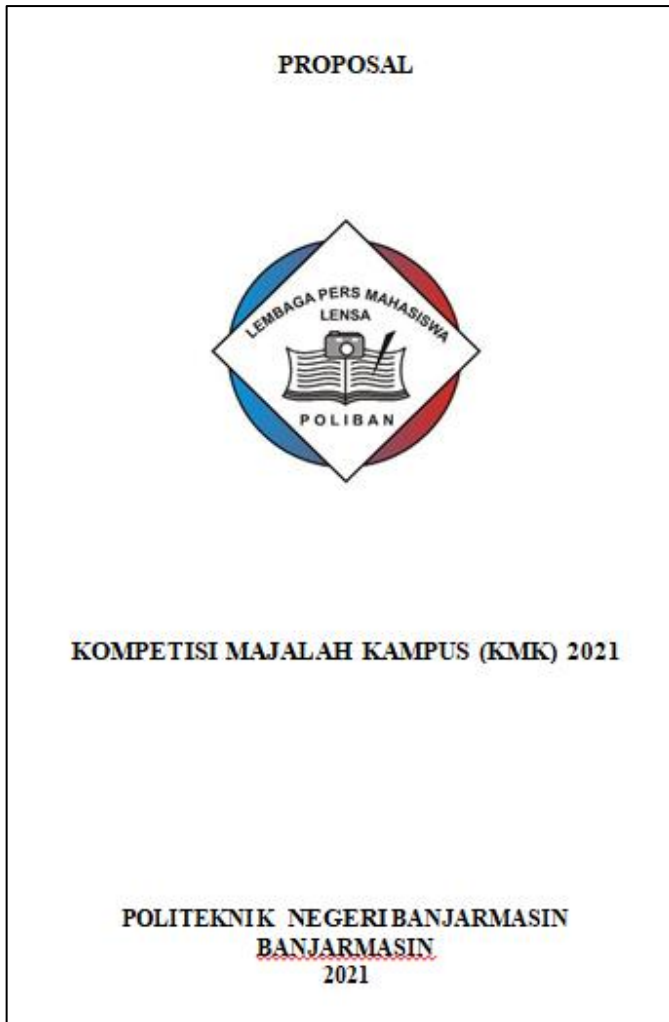 PROPOSAL
LEMBAGA PERS MAHASISWA
LENSA
POLIBAN
KOMPETISI MAJALAH KAMPUS (KMK) 2021
POLITEKNIK NEGERI BANJARMASIN
BANJARMASIN
2021